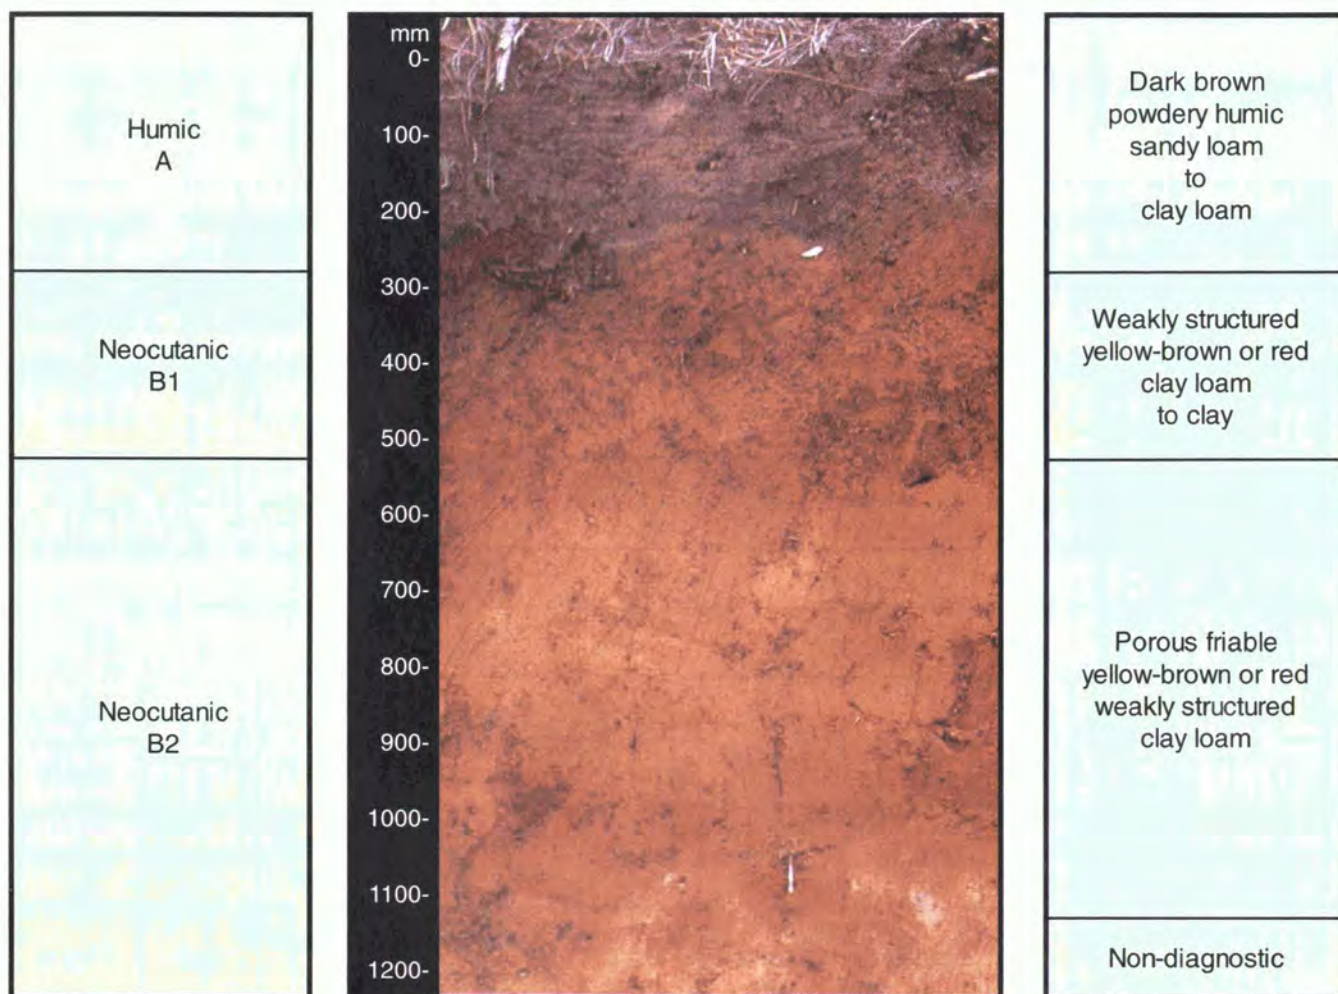 Humic
A
Neocutanic
B1
Neocutanic
B2
mm
0-
100-
200-
300-
400-
500-
600-
700-
800-
900-
1000-
1100-
1200-
Dark brown
powdery humic
sandy loam
to
clay loam
Weakly structured
yellow-brown or red
clay loam
to clay
Porous friable
yellow-brown or red
weakly structured
clay loam
Non-diagnostic